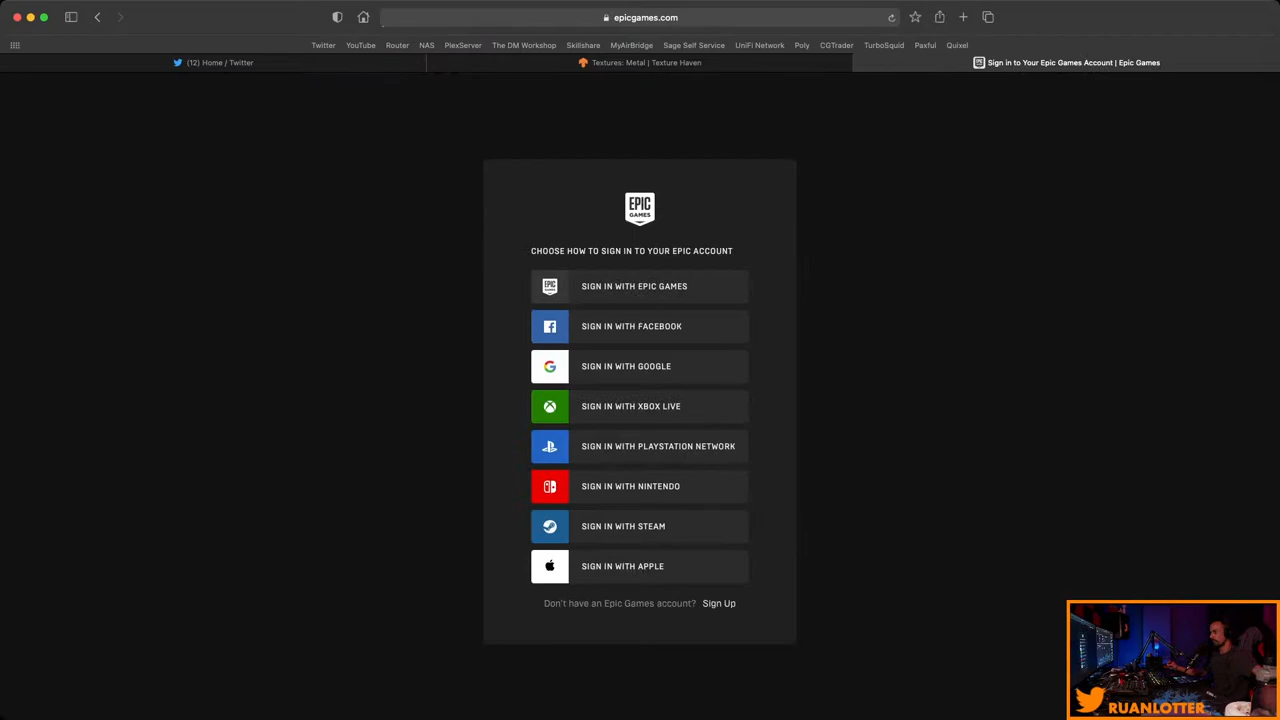 epicgames.com
Twitter YouTube Router NAS PlexServer The DM Workshop Skillshare MyAirBridge Sage Self Service UniFi Network Poly CGTrader TurboSquid Paxful Quixel
(12) Home / Twitter
Textures: Metal | Texture Haven
Sign in to Your Epic Games Account | Epic Games
EPIC
GAMES
CHOOSE HOW TO SIGN IN TO YOUR EPIC ACCOUNT
SIGN IN WITH EPIC GAMES
SIGN IN WITH FACEBOOK
SIGN IN WITH GOOGLE
SIGN IN WITH XBOX LIVE
SIGN IN WITH PLAYSTATION NETWORK
SIGN IN WITH NINTENDO
SIGN IN WITH STEAM
SIGN IN WITH APPLE
Don't have an Epic Games account? Sign Up
RUANLOTTER